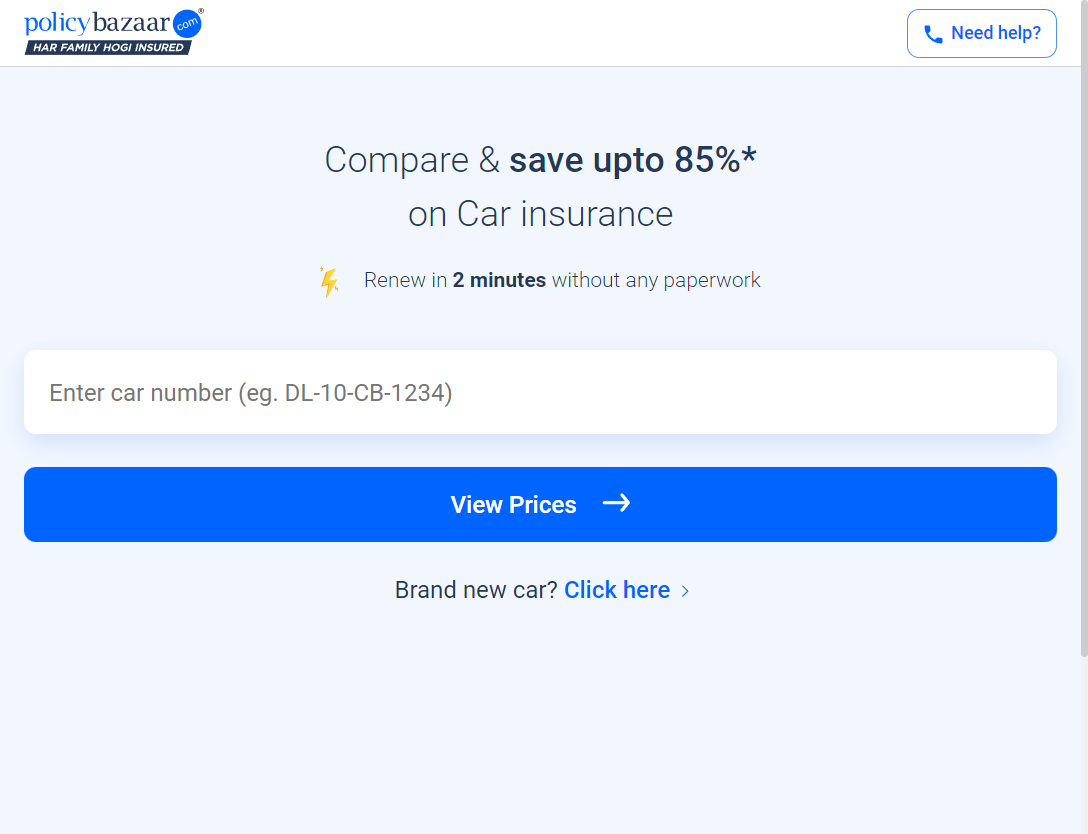 policybazaar.com®
HAR FAMILY HOGI INSURED
Need help?
Compare & save upto 85%*
on Car insurance
Renew in 2 minutes without any paperwork
Enter car number (eg. DL-10-CB-1234)
View Prices
Brand new car? Click here